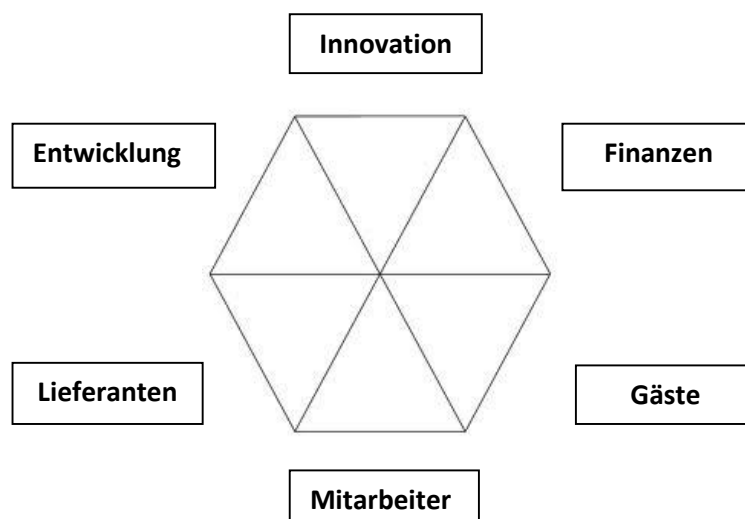 Innovation
Entwicklung
Finanzen
Lieferanten
Gäste
Mitarbeiter